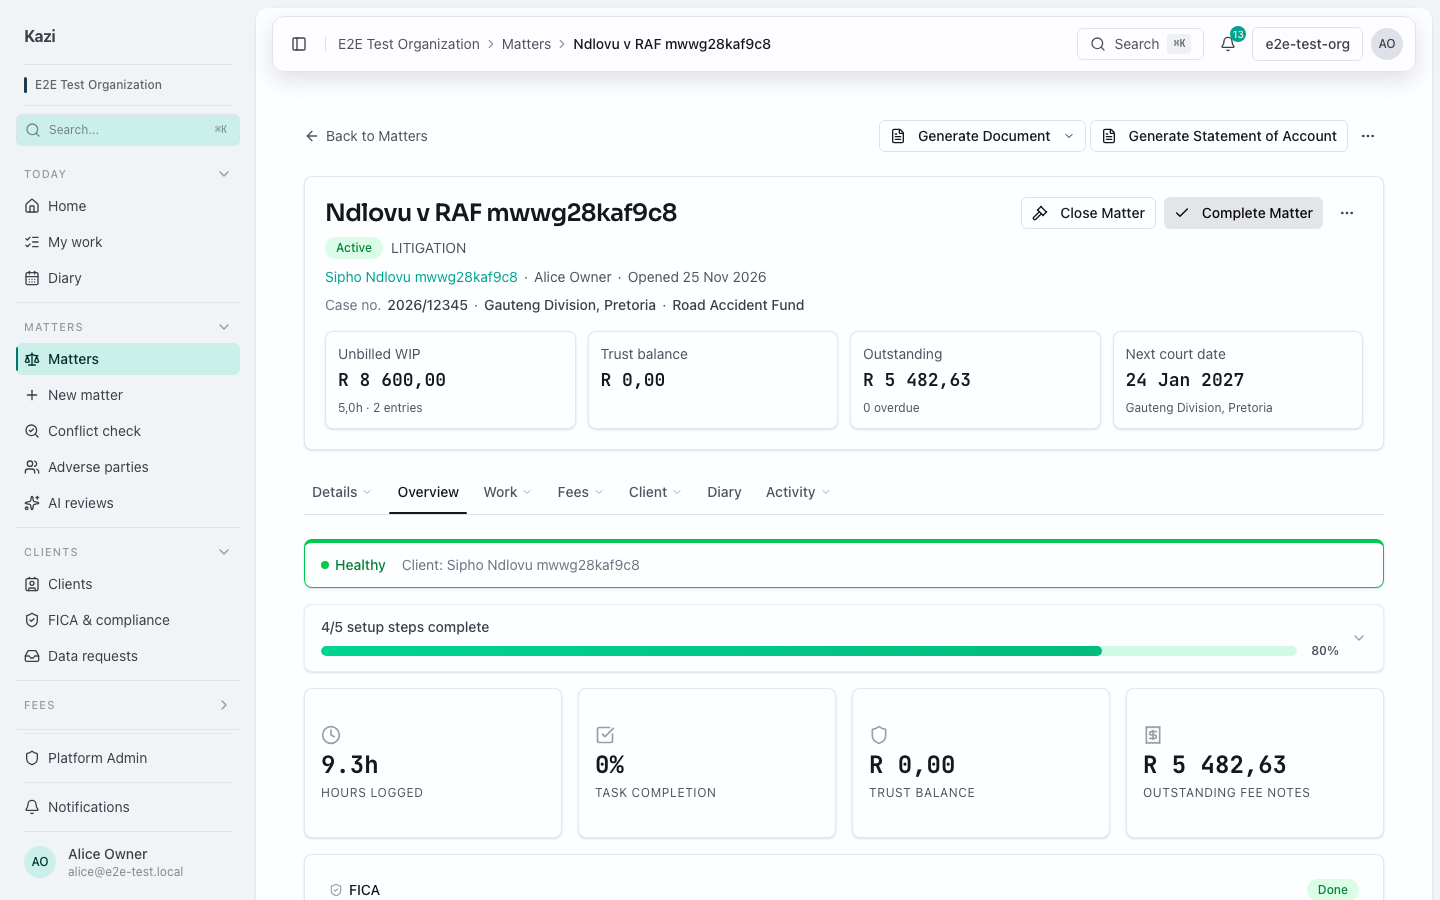 Kazi
E2E Test Organization
Search...
⌘K
TODAY
Home
My work
Diary
MATTERS
Matters
New matter
Conflict check
Adverse parties
AI reviews
CLIENTS
Clients
FICA & compliance
Data requests
FEES
Platform Admin
Notifications
AO
Alice Owner
alice@e2e-test.local
E2E Test Organization
Matters
Ndlovu v RAF mwwg28kaf9c8
Search ⌘K
13
e2e-test-org
AO
Back to Matters
Generate Document
Generate Statement of Account
Ndlovu v RAF mwwg28kaf9c8
Close Matter
Complete Matter
Active LITIGATION
Sipho Ndlovu mwwg28kaf9c8 · Alice Owner · Opened 25 Nov 2026
Case no. 2026/12345 · Gauteng Division, Pretoria · Road Accident Fund
Unbilled WIP
R 8 600,00
5,0h · 2 entries
Trust balance
R 0,00
Outstanding
R 5 482,63
0 overdue
Next court date
24 Jan 2027
Gauteng Division, Pretoria
Details Overview Work Fees Client Diary Activity
Healthy Client: Sipho Ndlovu mwwg28kaf9c8
4/5 setup steps complete
80%
9.3h
HOURS LOGGED
0%
TASK COMPLETION
R 0,00
TRUST BALANCE
R 5 482,63
OUTSTANDING FEE NOTES
FICA
Done